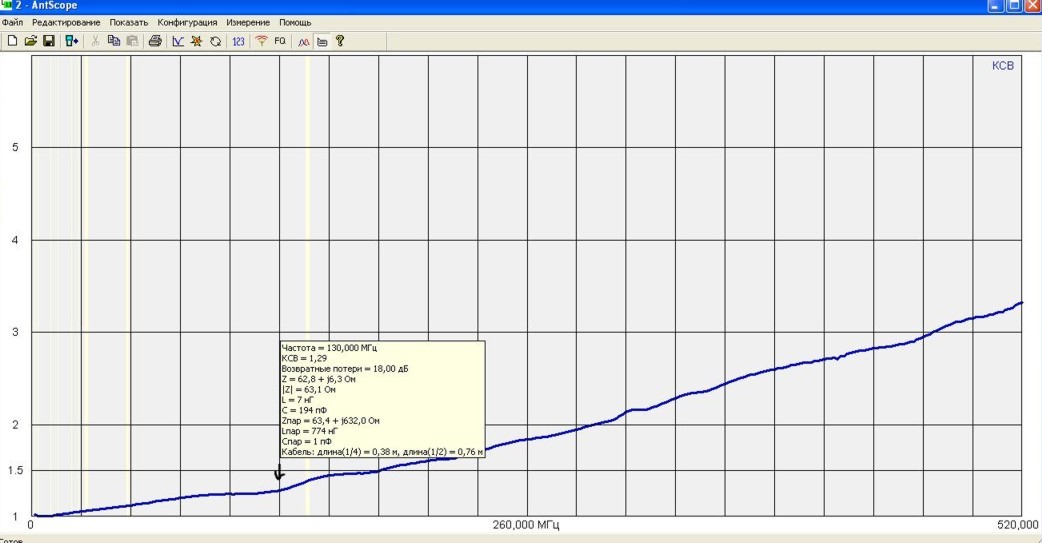 2 - AntScope
Файл Редактирование Показать Конфигурация Измерение Помощь
123 FQ
КСВ
5
4
3
2
1.5
1
Частота = 130,000 МГц
КСВ = 1,29
Возвратные потери = 18,00 дБ
Z = 62,8 + j6,3 Ом
|Z| = 63,1 Ом
L = 7 нГ
C = 194 пФ
Zпар = 63,4 + j632,0 Ом
Lпар = 774 нГ
Cпар = 1 пФ
Кабель: длина(1/4) = 0,38 м, длина(1/2) = 0,76 м
0 260,000 МГц 520,000
Готов